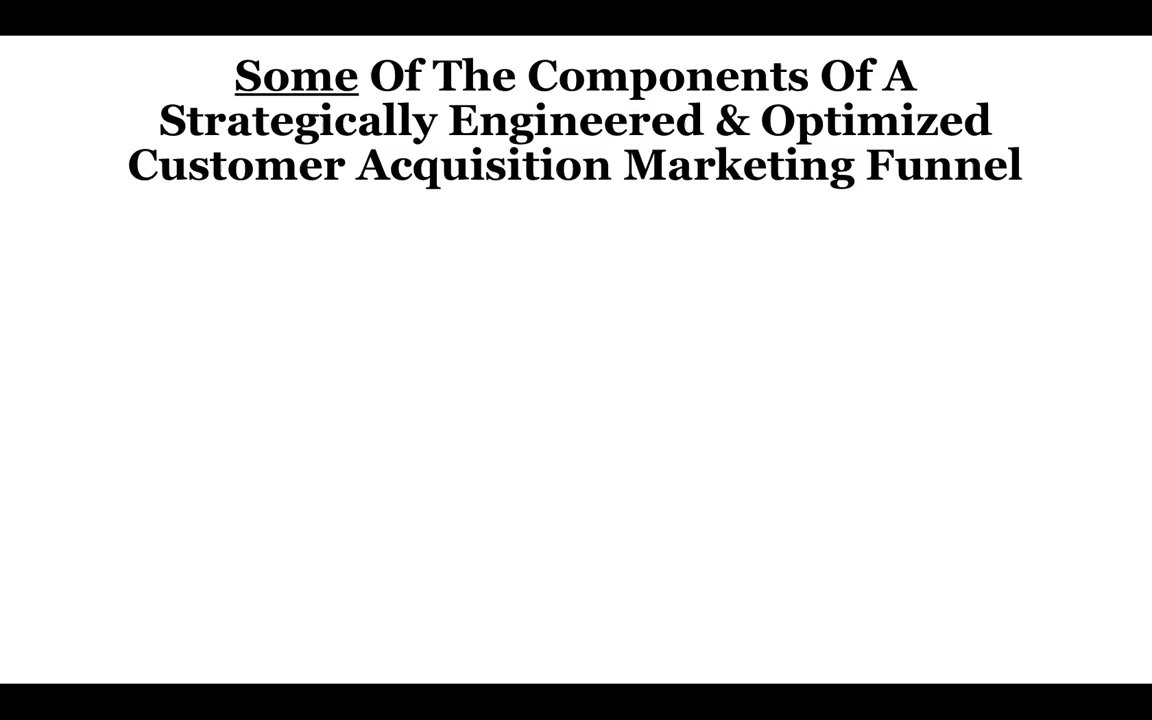 Some Of The Components Of A
Strategically Engineered & Optimized
Customer Acquisition Marketing Funnel